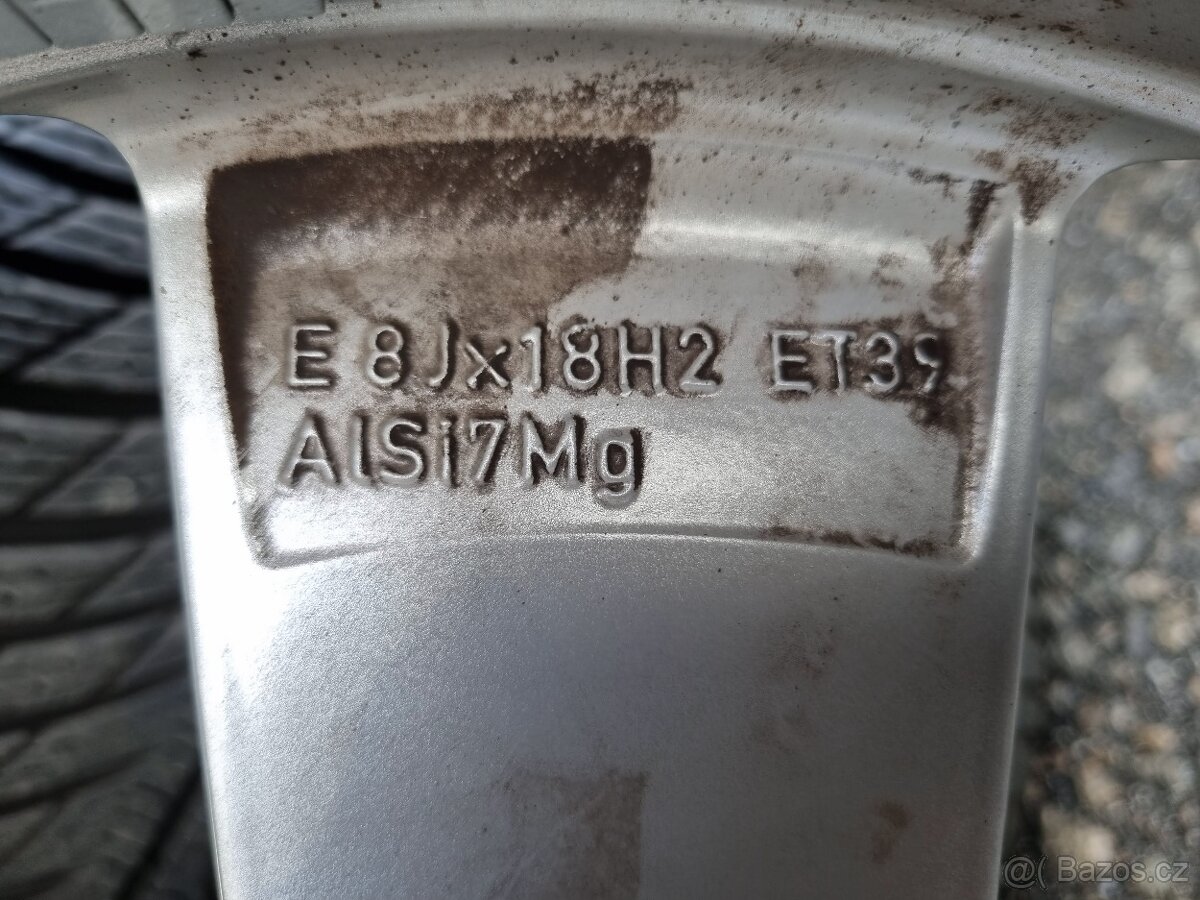 E 8Jx18H2 ET39
AlSi7Mg
@( Bazos.cz